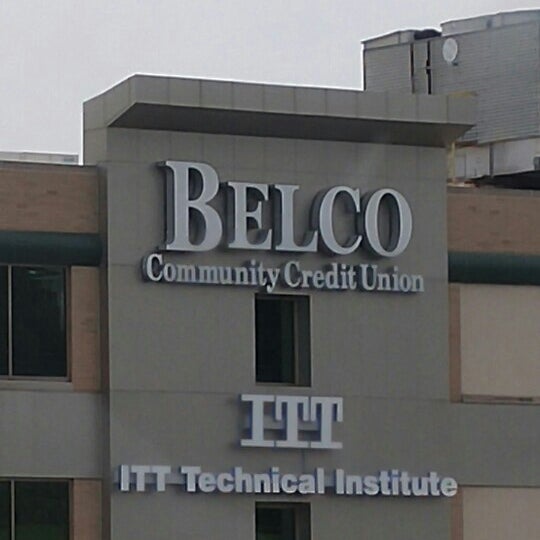 BELCO
Community Credit Union
ITT
ITT Technical Institute